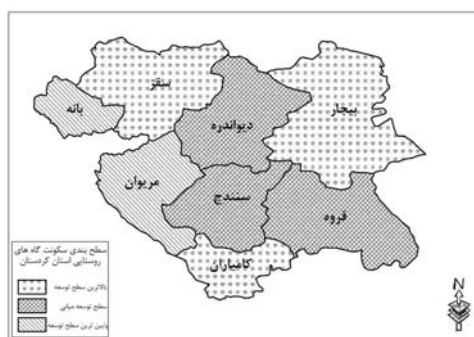 سقز
بانه
دیواندره
بیجار
مریوان
سنندج
قروه
کامیاران
سطح بندی سکونت گاه های
روستایی استان کردستان
بالاترین سطح توسعه
سطح توسعه میانی
پایین ترین سطح توسعه
N